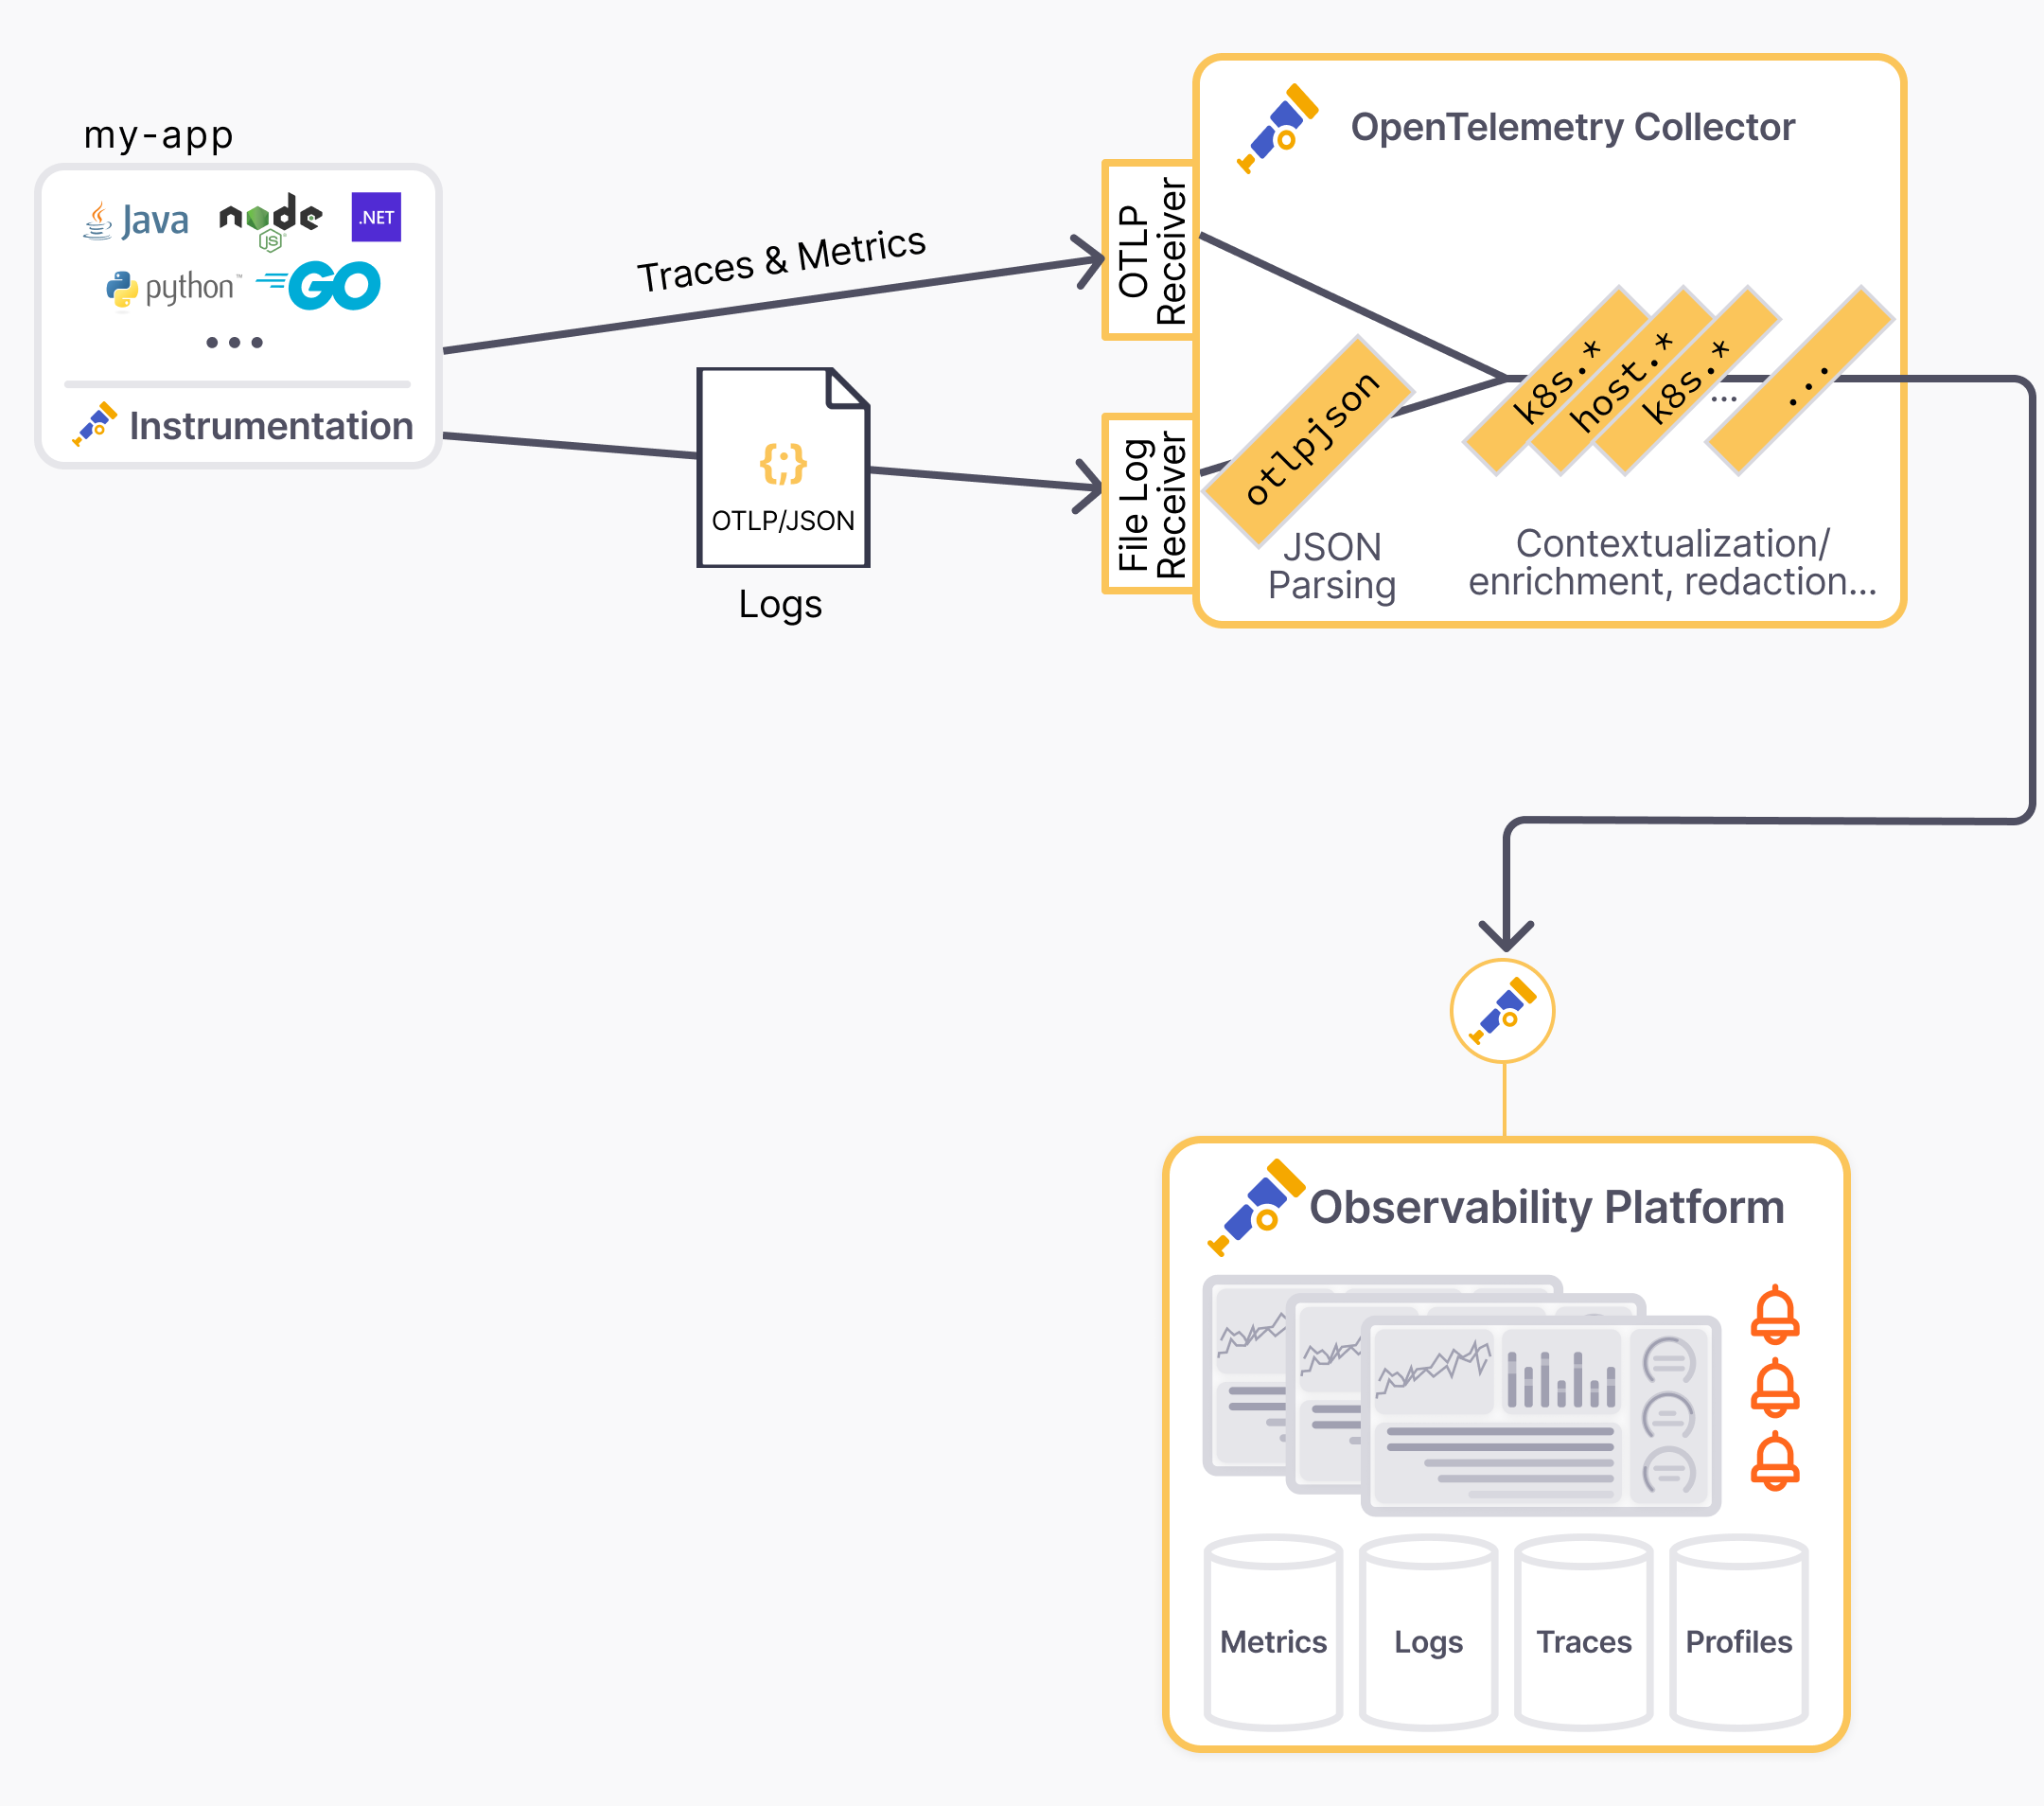 my-app
Java
node
JS
.NET
python™
GO
Instrumentation
Traces & Metrics
{;}
OTLP/JSON
Logs
OTLP
Receiver
File Log
Receiver
OpenTelemetry Collector
otlpjson
JSON
Parsing
k8s.*
host.*
k8s.*
...
...
Contextualization/
enrichment, redaction...
Observability Platform
Metrics
Logs
Traces
Profiles